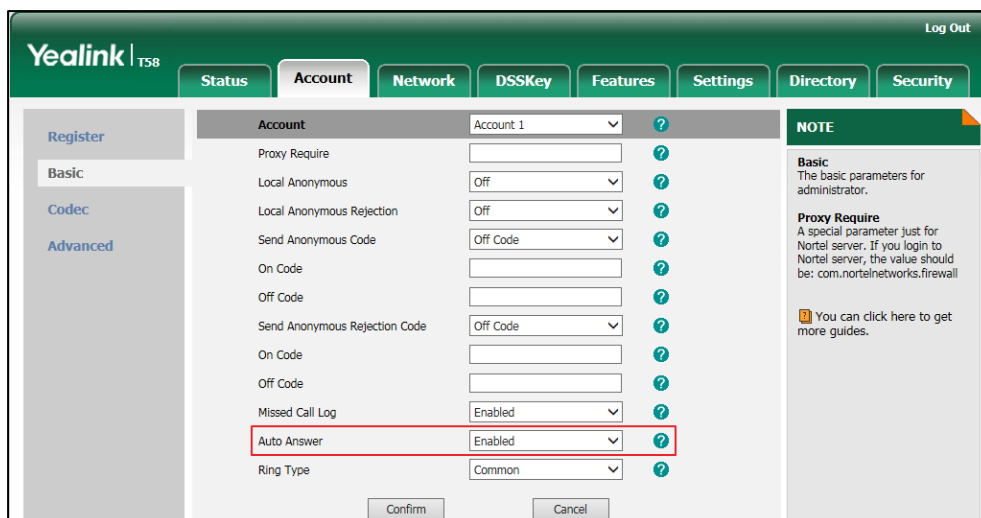 Log Out
Yealink T58
Status Account Network DSSKey Features Settings Directory Security
Register
Basic
Codec
Advanced
Account Account 1 ?
Proxy Require ?
Local Anonymous Off ?
Local Anonymous Rejection Off ?
Send Anonymous Code Off Code ?
On Code ?
Off Code ?
Send Anonymous Rejection Code Off Code ?
On Code ?
Off Code ?
Missed Call Log Enabled ?
Auto Answer Enabled ?
Ring Type Common ?
Confirm Cancel
NOTE
Basic
The basic parameters for
administrator.
Proxy Require
A special parameter just for
Nortel server. If you login to
Nortel server, the value should
be: com.nortelnetworks.firewall
? You can click here to get
more guides.